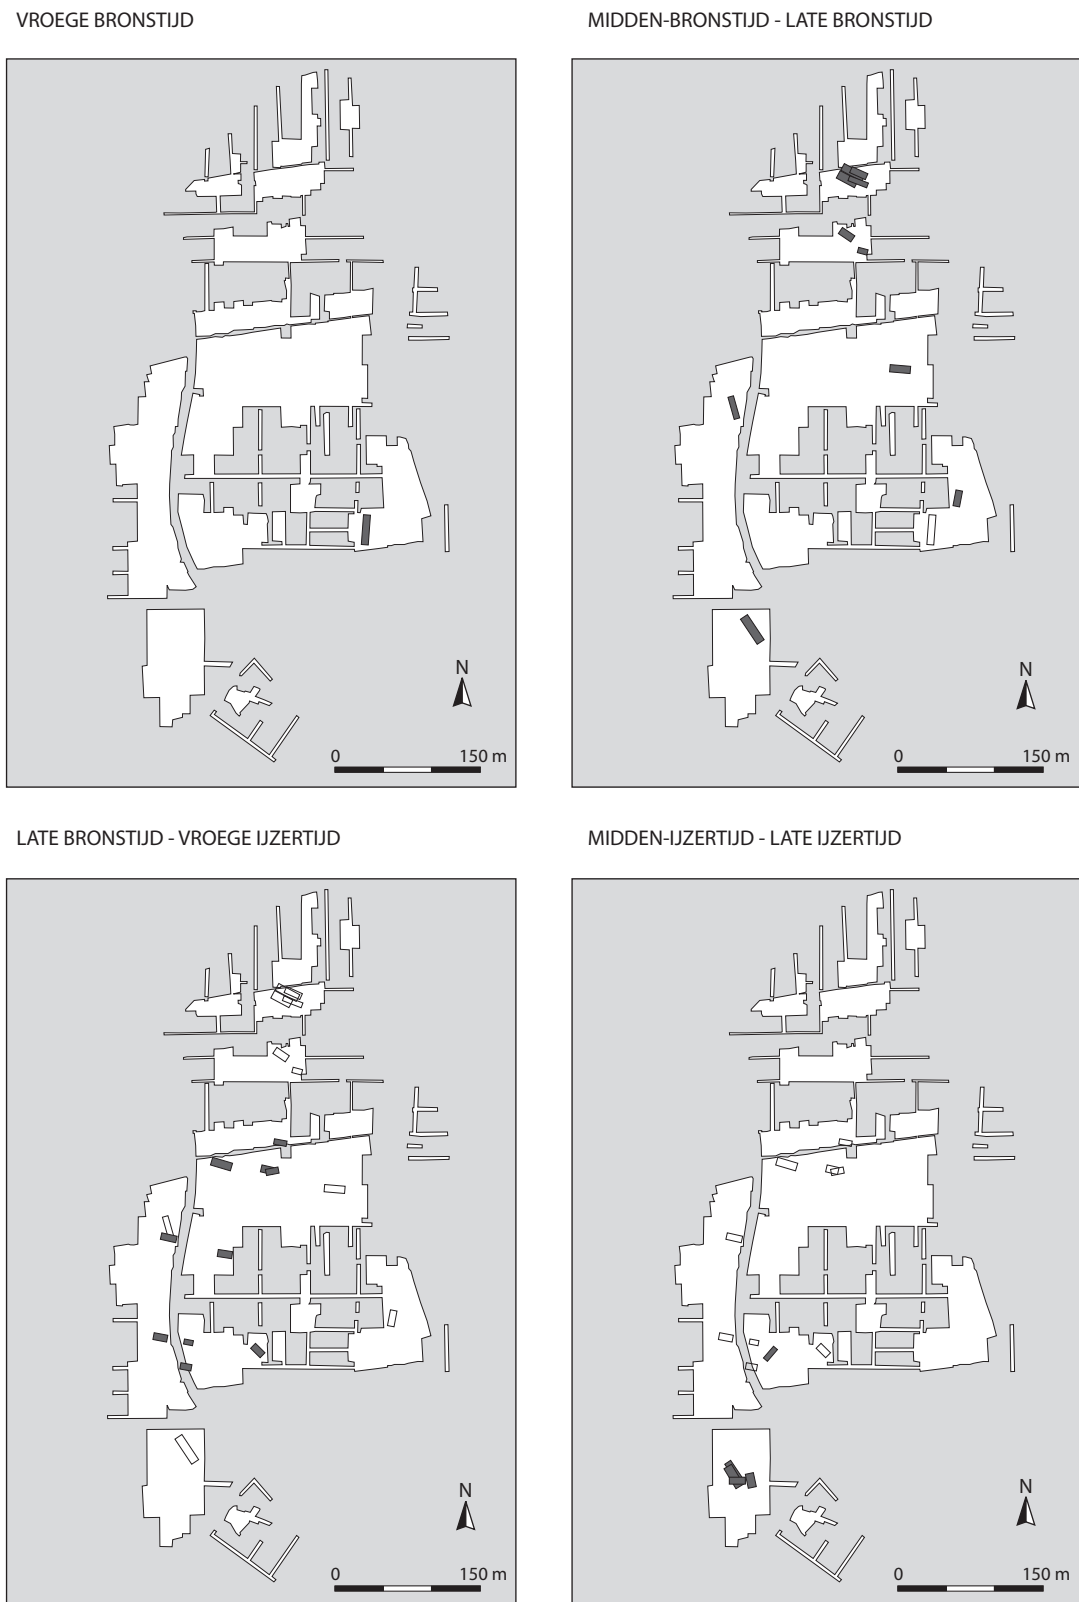 VROEGE BRONSTIJD
MIDDEN-BRONSTIJD - LATE BRONSTIJD
N
0 150 m
N
0 150 m
LATE BRONSTIJD - VROEGE IJZERTIJD
MIDDEN-IJZERTIJD - LATE IJZERTIJD
N
0 150 m
N
0 150 m